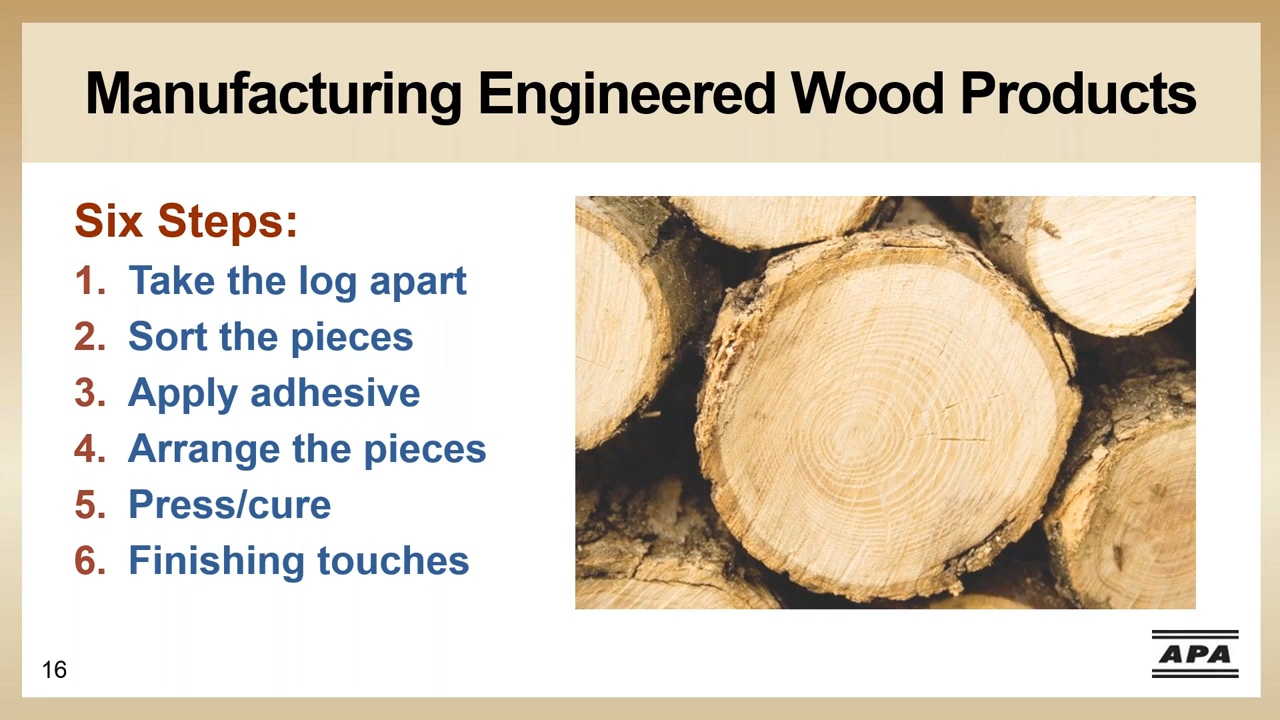 Manufacturing Engineered Wood Products
Six Steps:
1. Take the log apart
2. Sort the pieces
3. Apply adhesive
4. Arrange the pieces
5. Press/cure
6. Finishing touches
16
APA